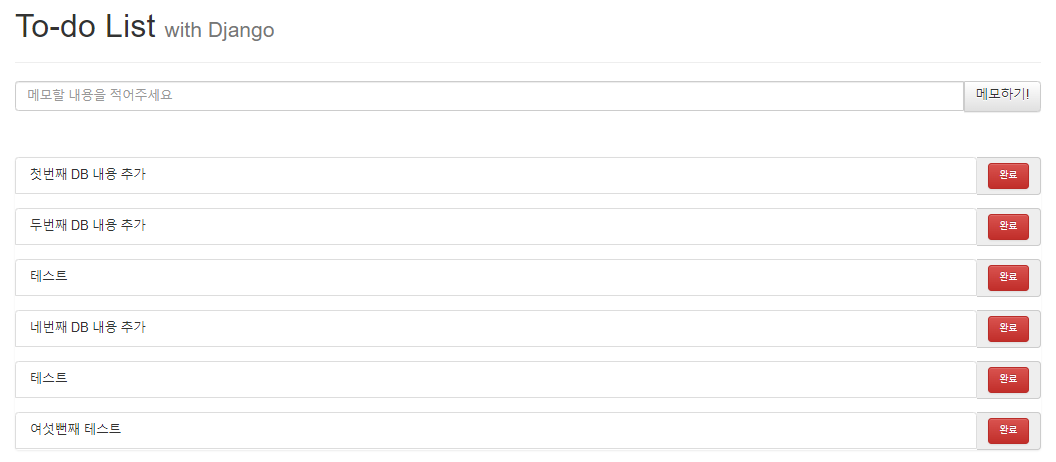 To-do List with Django
메모할 내용을 적어주세요 메모하기!
첫번째 DB 내용 추가 완료
두번째 DB 내용 추가 완료
테스트 완료
네번째 DB 내용 추가 완료
테스트 완료
여섯뻔째 테스트 완료